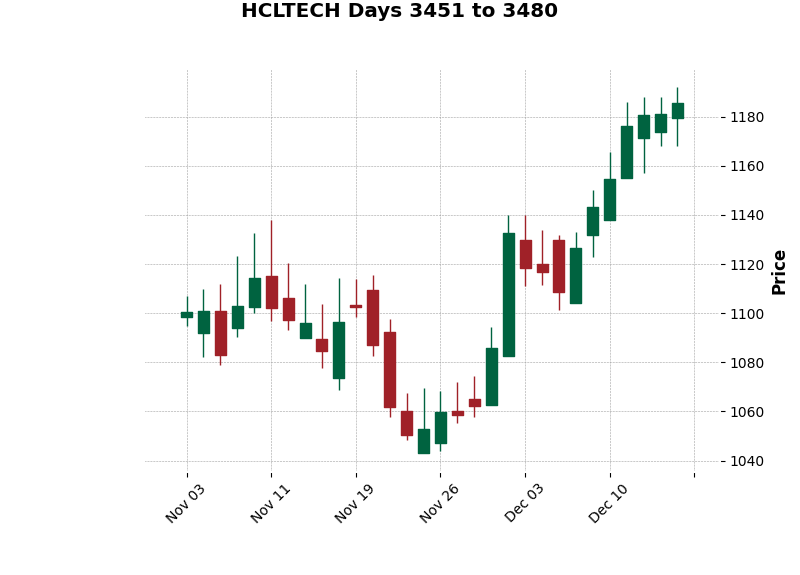 HCLTECH Days 3451 to 3480
1180
1160
1140
1120
1100
1080
1060
1040
Price
Nov 03
Nov 11
Nov 19
Nov 26
Dec 03
Dec 10